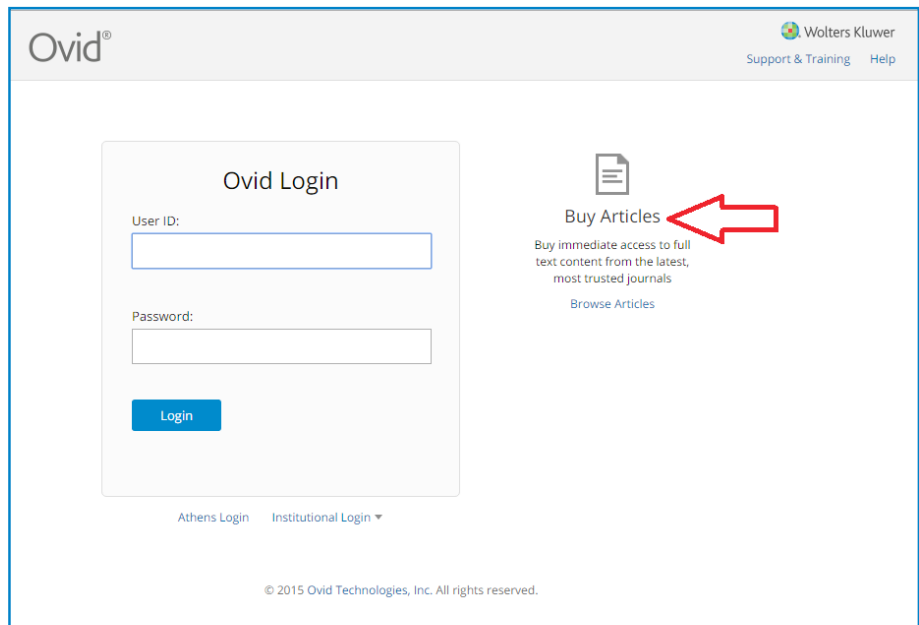 Ovid®
Wolters Kluwer
Support & Training Help
Ovid Login
User ID:
Password:
Login
Athens Login Institutional Login
Buy Articles
Buy immediate access to full
text content from the latest,
most trusted journals
Browse Articles
© 2015 Ovid Technologies, Inc. All rights reserved.